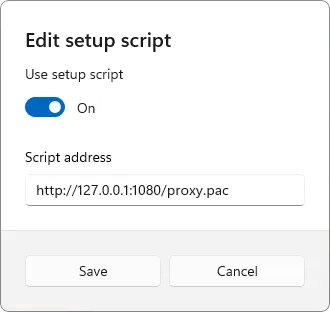 Edit setup script
Use setup script
On
Script address
http://127.0.0.1:1080/proxy.pac
Save
Cancel